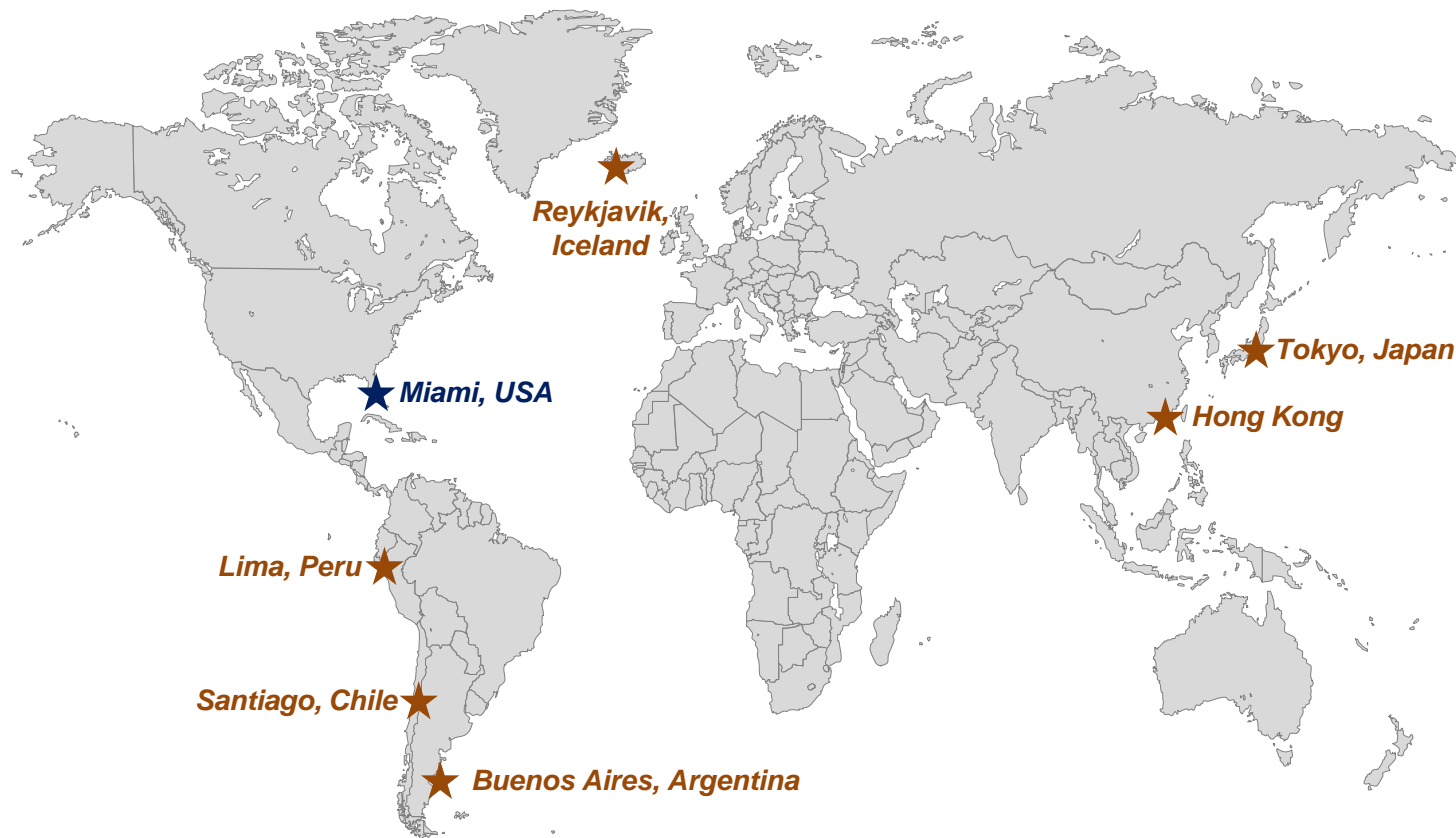 Reykjavik,
Iceland
Tokyo, Japan
Miami, USA
Hong Kong
Lima, Peru
Santiago, Chile
Buenos Aires, Argentina